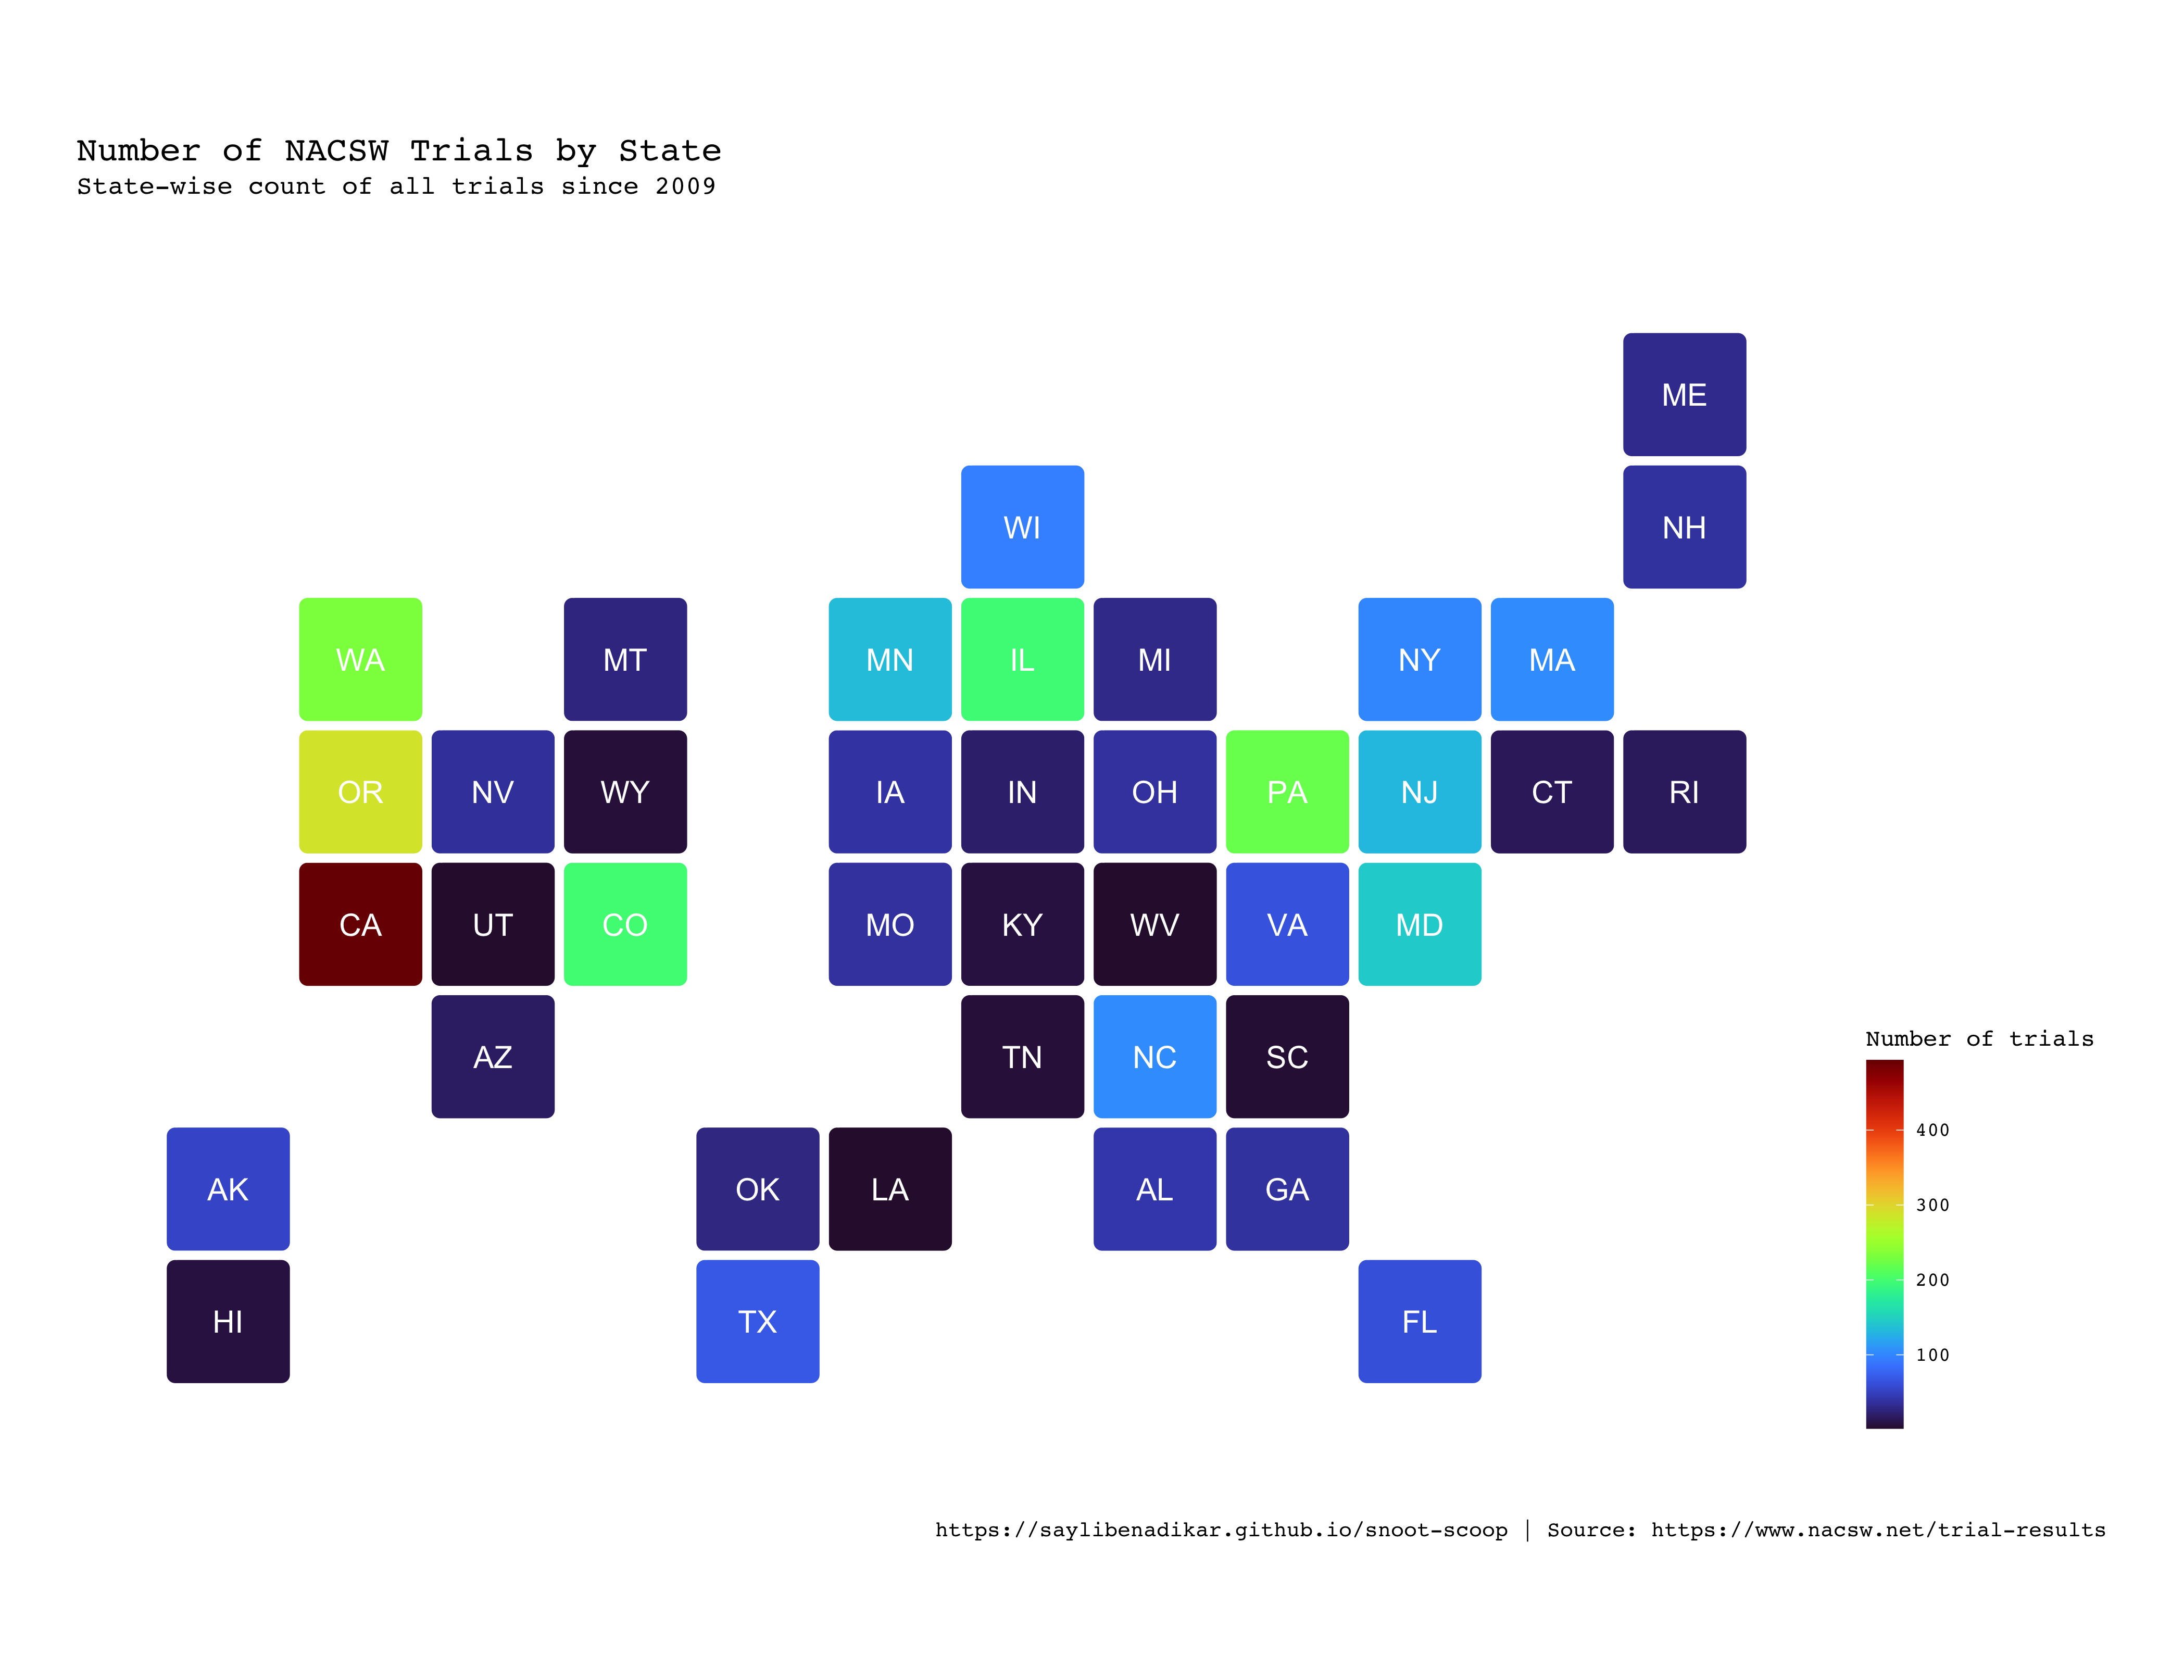 Number of NACSW Trials by State
State-wise count of all trials since 2009
ME
WI NH
WA MT MN IL MI NY MA
OR NV WY IA IN OH PA NJ CT RI
CA UT CO MO KY WV VA MD
AZ TN NC SC
AK OK LA AL GA
HI TX FL
Number of trials
400
300
200
100
https://saylibenadikar.github.io/snoot-scoop | Source: https://www.nacsw.net/trial-results